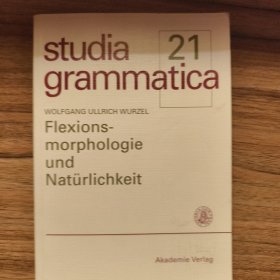 studia
21
grammatica
WOLFGANG ULLRICH WURZEL
Flexions-
morphologie
und
Natürlichkeit
Akademie Verlag